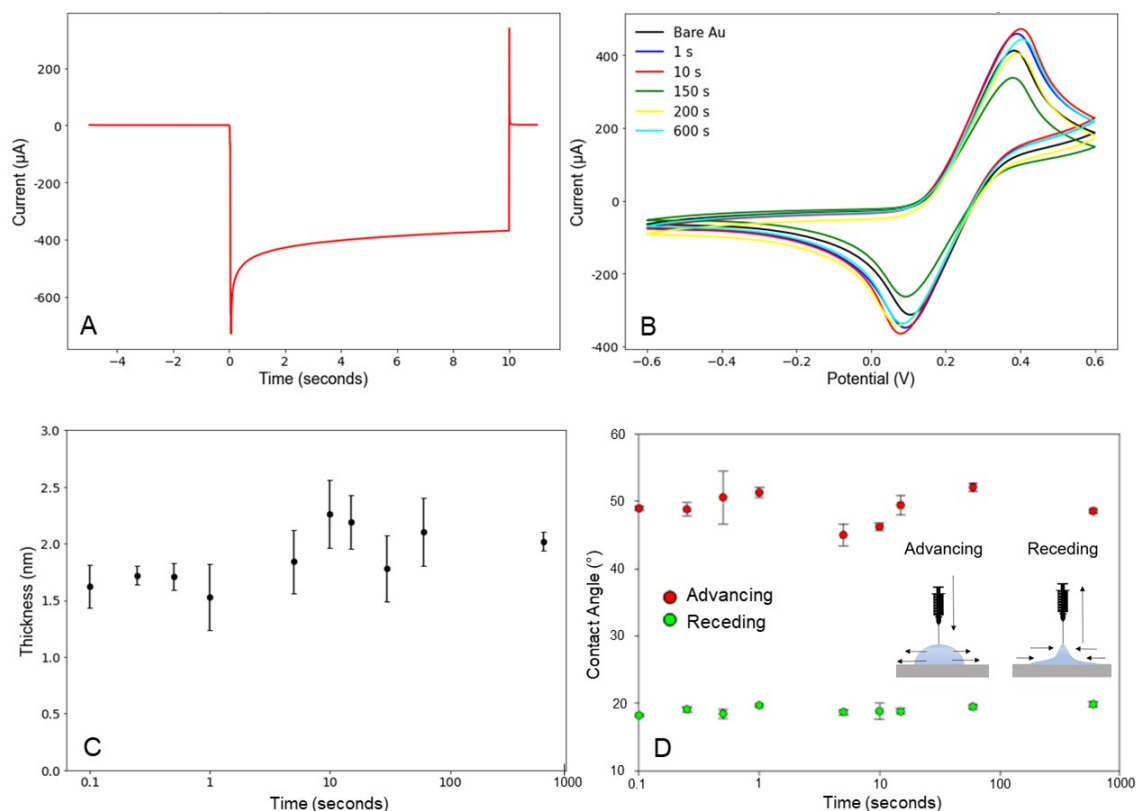 200
0
-200
-400
-600
Current (µA)
A
−4 −2 0 2 4 6 8 10
Time (seconds)
400
200
0
-200
-400
Current (µA)
Bare Au
1 s
10 s
150 s
200 s
600 s
B
−0.6 −0.4 −0.2 0.0 0.2 0.4 0.6
Potential (V)
3.0
2.5
2.0
1.5
1.0
0.5
0.0
Thickness (nm)
C
0.1 1 10 100 1000
Time (seconds)
60
50
40
30
20
10
Contact Angle (°)
Advancing Receding
Advancing
Receding
D
0.1 1 10 100 1000
Time (seconds)